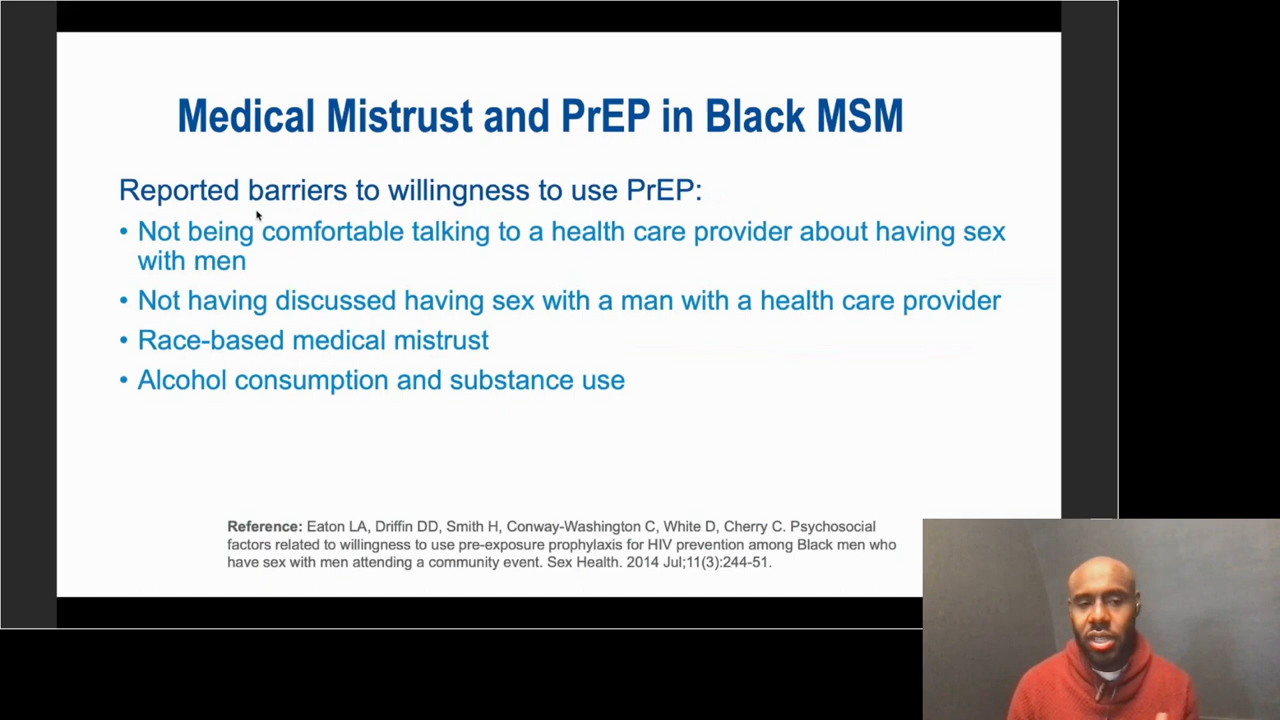 Medical Mistrust and PrEP in Black MSM
Reported barriers to willingness to use PrEP:
• Not being comfortable talking to a health care provider about having sex
with men
• Not having discussed having sex with a man with a health care provider
• Race-based medical mistrust
• Alcohol consumption and substance use
Reference: Eaton LA, Driffin DD, Smith H, Conway-Washington C, White D, Cherry C. Psychosocial
factors related to willingness to use pre-exposure prophylaxis for HIV prevention among Black men who
have sex with men attending a community event. Sex Health. 2014 Jul;11(3):244-51.